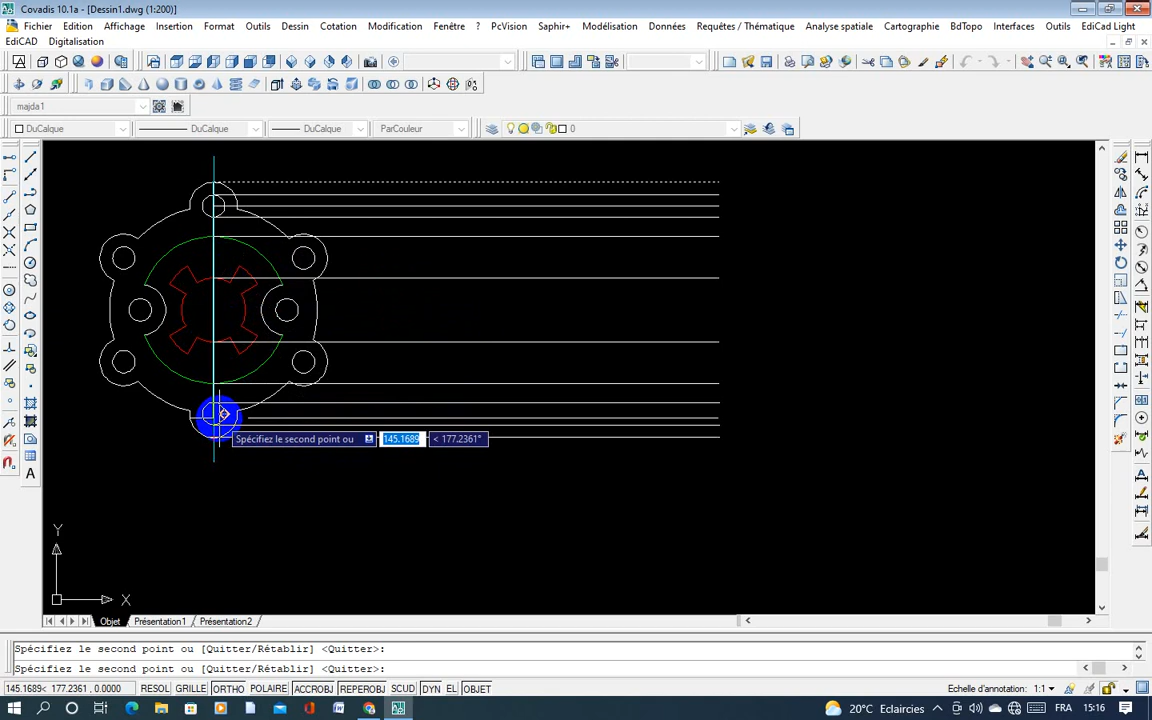 Covadis 10.1a - [Dessin1.dwg (1:200)]
Fichier Edition Affichage Insertion Format Outils Dessin Cotation Modification Fenêtre ? PcVision Saphir+ Modélisation Données Requêtes / Thématique Analyse spatiale Cartographie BdTopo Interfaces Outils EdiCad Light
EdiCAD Digitalisation
majda1
DuCalque DuCalque DuCalque ParCouleur 0
Spécifiez le second point ou 145.1689 < 177.2361°
Y
X
Objet Présentation1 Présentation2
Spécifiez le second point ou [Quitter/Rétablir] <Quitter>:
Spécifiez le second point ou [Quitter/Rétablir] <Quitter>:
145.1689< 177.2361 , 0.0000 RESOL GRILLE ORTHO POLAIRE ACCROBJ REPEROBJ SCUD DYN EL OBJET Echelle d'annotation: 1:1
20°C Eclaircies FRA 15:16